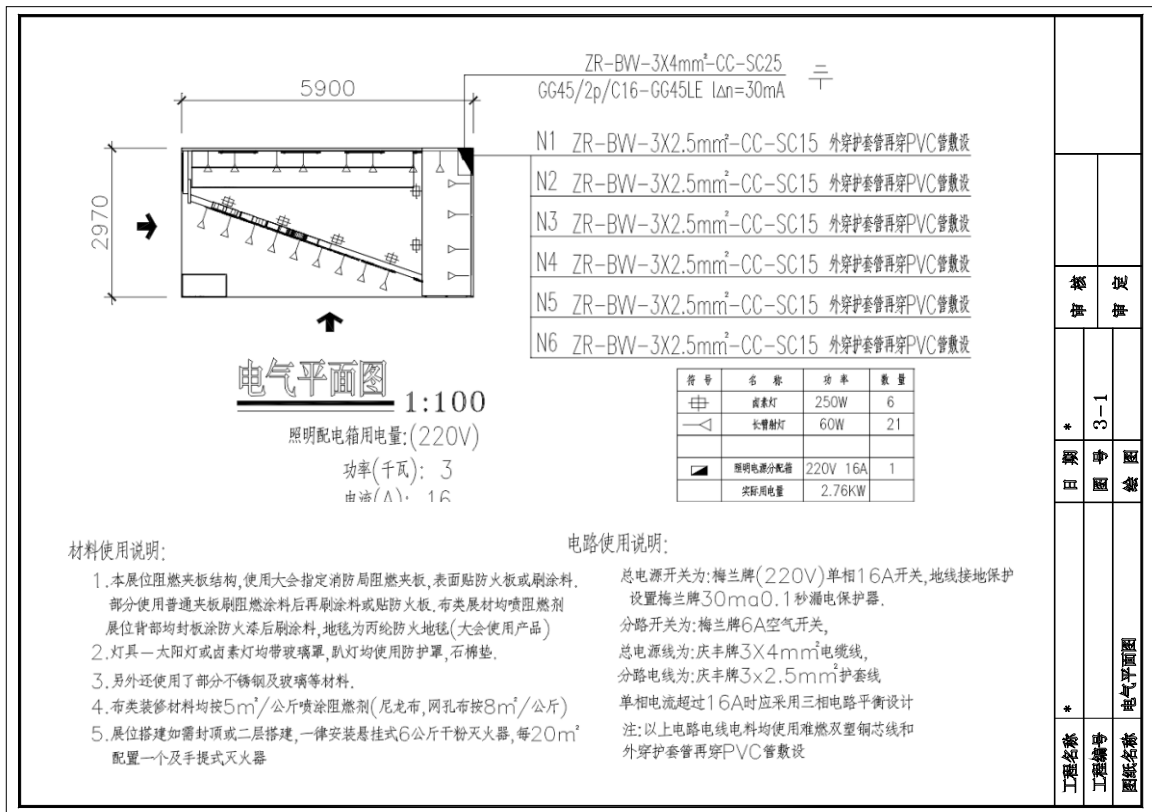 ZR-BVV-3X4mm²-CC-SC25
GG45/2p/C16-GG45LE I△n=30mA
5900
2970
N1 ZR-BVV-3X2.5mm²-CC-SC15 外穿护套管再穿PVC管敷设
N2 ZR-BVV-3X2.5mm²-CC-SC15 外穿护套管再穿PVC管敷设
N3 ZR-BVV-3X2.5mm²-CC-SC15 外穿护套管再穿PVC管敷设
N4 ZR-BVV-3X2.5mm²-CC-SC15 外穿护套管再穿PVC管敷设
N5 ZR-BVV-3X2.5mm²-CC-SC15 外穿护套管再穿PVC管敷设
N6 ZR-BVV-3X2.5mm²-CC-SC15 外穿护套管再穿PVC管敷设
电气平面图 1:100
照明配电箱用电量:(220V)
功率(千瓦): 3
电流(A): 16
符号 名称 功率 数量
卤素灯 250W 6
长臂射灯 60W 21
照明电源分配箱 220V 16A 1
实际用电量 2.76KW
材料使用说明:
1.本展位阻燃夹板结构,使用大会指定消防局阻燃夹板,表面贴防火板或刷涂料.
部分使用普通夹板刷阻燃涂料后再刷涂料或贴防火板.布类展材均喷阻燃剂
展位背部均封板涂防火漆后刷涂料,地毯为丙纶防火地毯(大会使用产品)
2.灯具—太阳灯或卤素灯均带玻璃罩,趴灯均使用防护罩,石棉垫.
3.另外还使用了部分不锈钢及玻璃等材料.
4.布类装修材料均按5m²/公斤喷涂阻燃剂(尼龙布,网孔布按8m²/公斤)
5.展位搭建如需封顶或二层搭建,一律安装悬挂式6公斤干粉灭火器,每20m²
配置一个及手提式灭火器
电路使用说明:
总电源开关为:梅兰牌(220V)单相16A开关,地线接地保护
设置梅兰牌30ma0.1秒漏电保护器.
分路开关为:梅兰牌6A空气开关,
总电源线为:庆丰牌3X4mm²电缆线,
分路电线为:庆丰牌3x2.5mm²护套线
单相电流超过16A时应采用三相电路平衡设计
注:以上电路电线电料均使用难燃双塑铜芯线和
外穿护套管再穿PVC管敷设
审核
审定
日期 *
图号 3-1
绘图
工程名称 *
工程编号
图纸名称 电气平面图